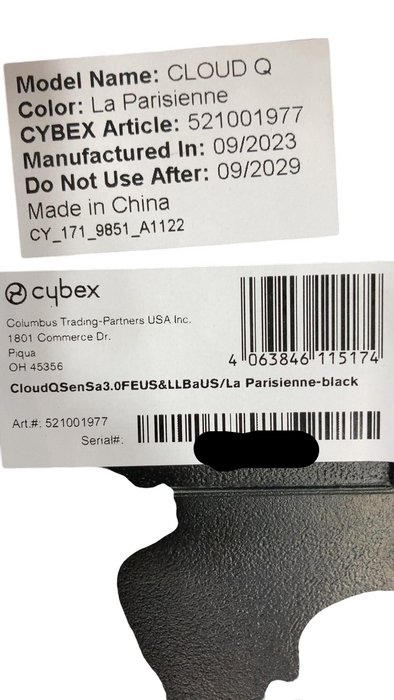 Model Name: CLOUD Q
Color: La Parisienne
CYBEX Article: 521001977
Manufactured In: 09/2023
Do Not Use After: 09/2029
Made in China
CY_171_9851_A1122
cybex
Columbus Trading-Partners USA Inc.
1801 Commerce Dr.
Piqua
OH 45356
4 063846 115174
CloudQSenSa3.0FEUS&LLBaUS/La Parisienne-black
Art.#: 521001977
Serial#: